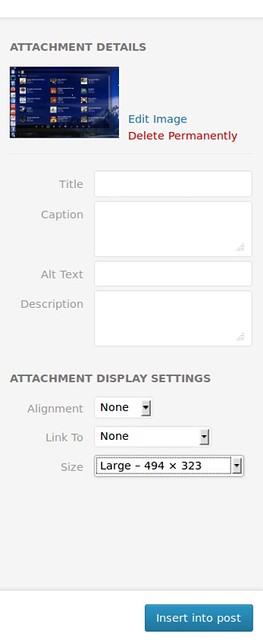 ATTACHMENT DETAILS
Edit Image
Delete Permanently
Title
Caption
Alt Text
Description
ATTACHMENT DISPLAY SETTINGS
Alignment None
Link To None
Size Large – 494 × 323
Insert into post